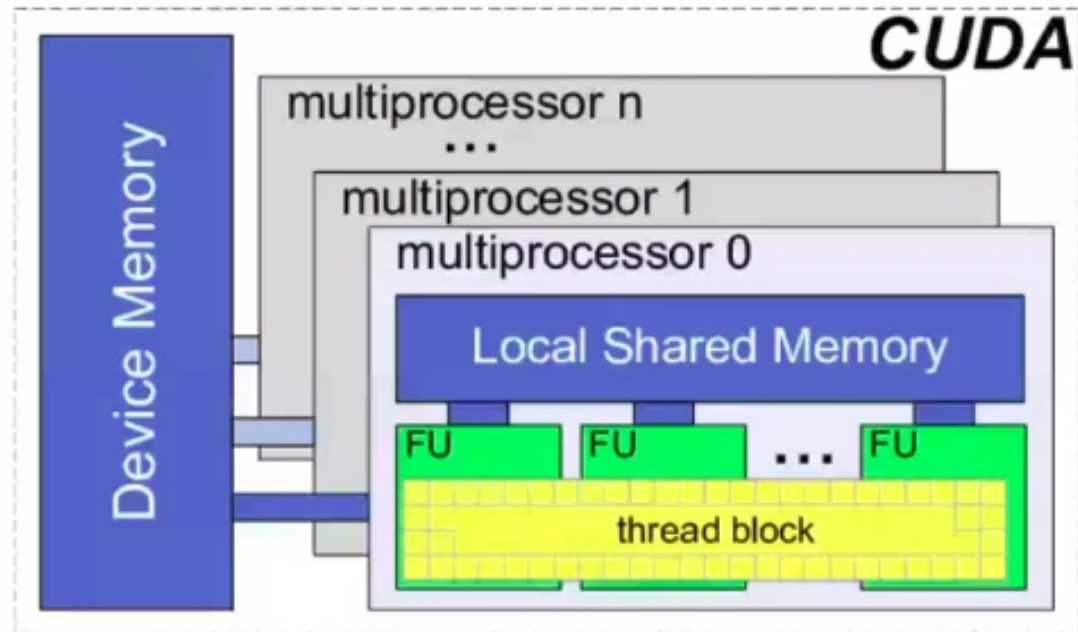 CUDA
Device Memory
multiprocessor n
...
multiprocessor 1
multiprocessor 0
Local Shared Memory
FU
FU
...
FU
thread block